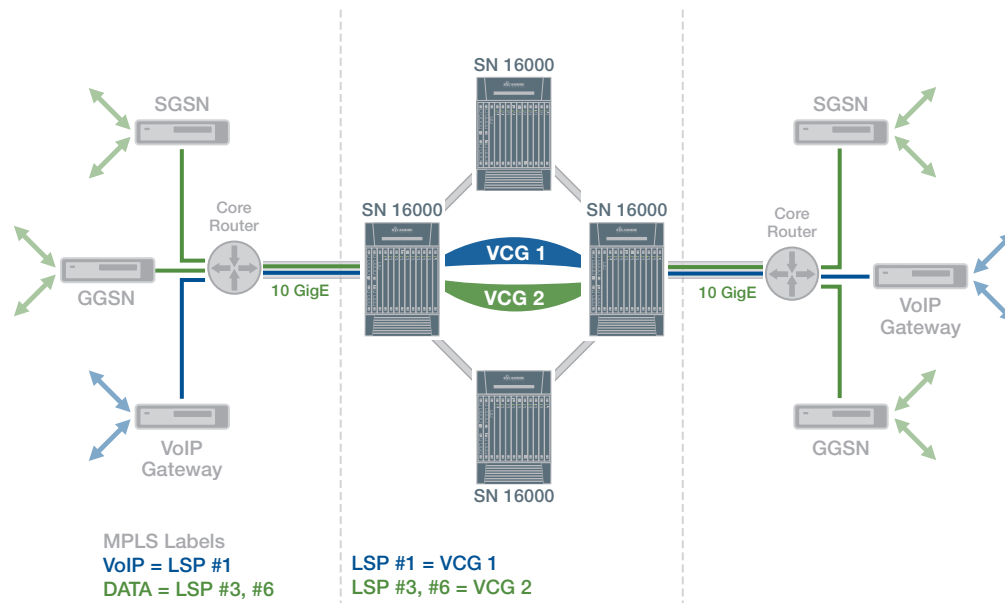 SN 16000
SGSN
SGSN
SN 16000
SN 16000
Core
Router
Core
Router
VCG 1
GGSN
10 GigE
VCG 2
10 GigE
VoIP
Gateway
VoIP
Gateway
GGSN
SN 16000
MPLS Labels
VoIP = LSP #1
DATA = LSP #3, #6
LSP #1 = VCG 1
LSP #3, #6 = VCG 2